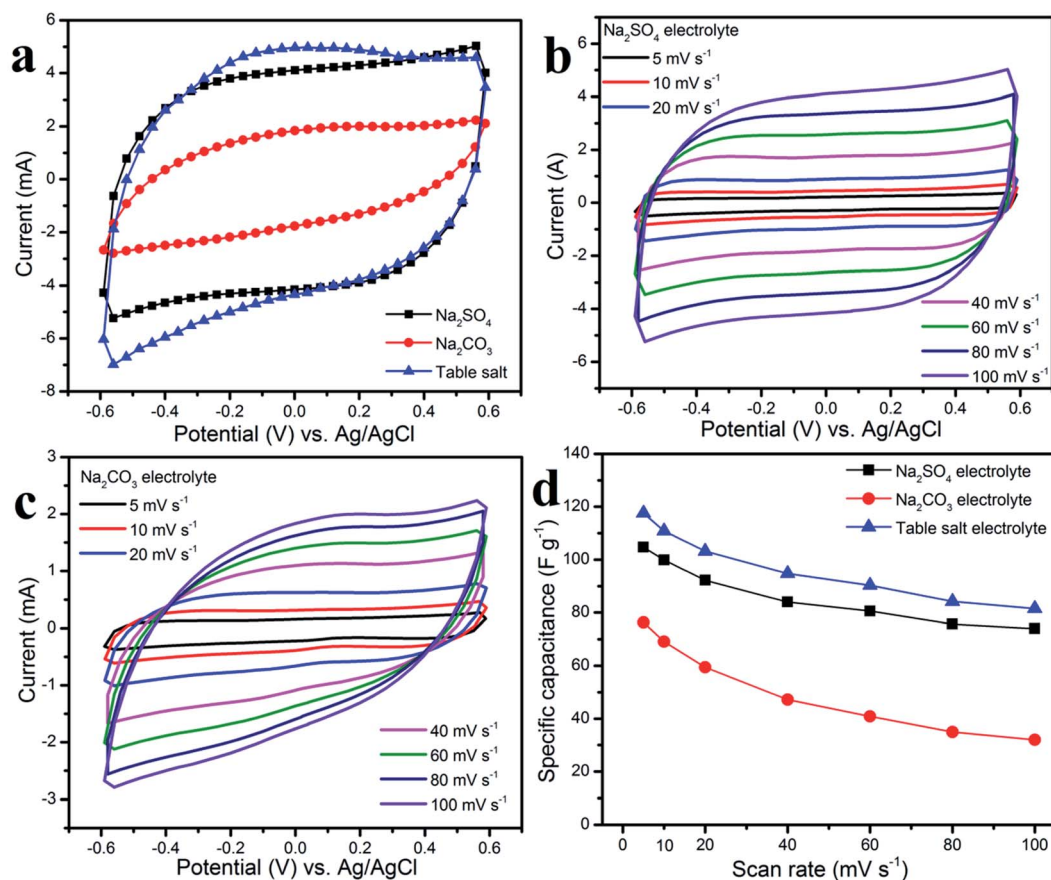 a
6
4
2
0
-2
-4
-6
-8
Current (mA)
-0.6 -0.4 -0.2 0.0 0.2 0.4 0.6
Potential (V) vs. Ag/AgCl
Na₂SO₄
Na₂CO₃
Table salt
b
Na₂SO₄ electrolyte
5 mV s⁻¹
10 mV s⁻¹
20 mV s⁻¹
6
4
2
0
-2
-4
-6
Current (A)
40 mV s⁻¹
60 mV s⁻¹
80 mV s⁻¹
100 mV s⁻¹
-0.6 -0.4 -0.2 0.0 0.2 0.4 0.6
Potential (V) vs. Ag/AgCl
c
Na₂CO₃ electrolyte
5 mV s⁻¹
10 mV s⁻¹
20 mV s⁻¹
3
2
1
0
-1
-2
-3
Current (mA)
40 mV s⁻¹
60 mV s⁻¹
80 mV s⁻¹
100 mV s⁻¹
-0.6 -0.4 -0.2 0.0 0.2 0.4 0.6
Potential (V) vs. Ag/AgCl
d
Na₂SO₄ electrolyte
Na₂CO₃ electrolyte
Table salt electrolyte
140
120
100
80
60
40
20
0
Specific capacitance (F g⁻¹)
0 10 20 40 60 80 100
Scan rate (mV s⁻¹)